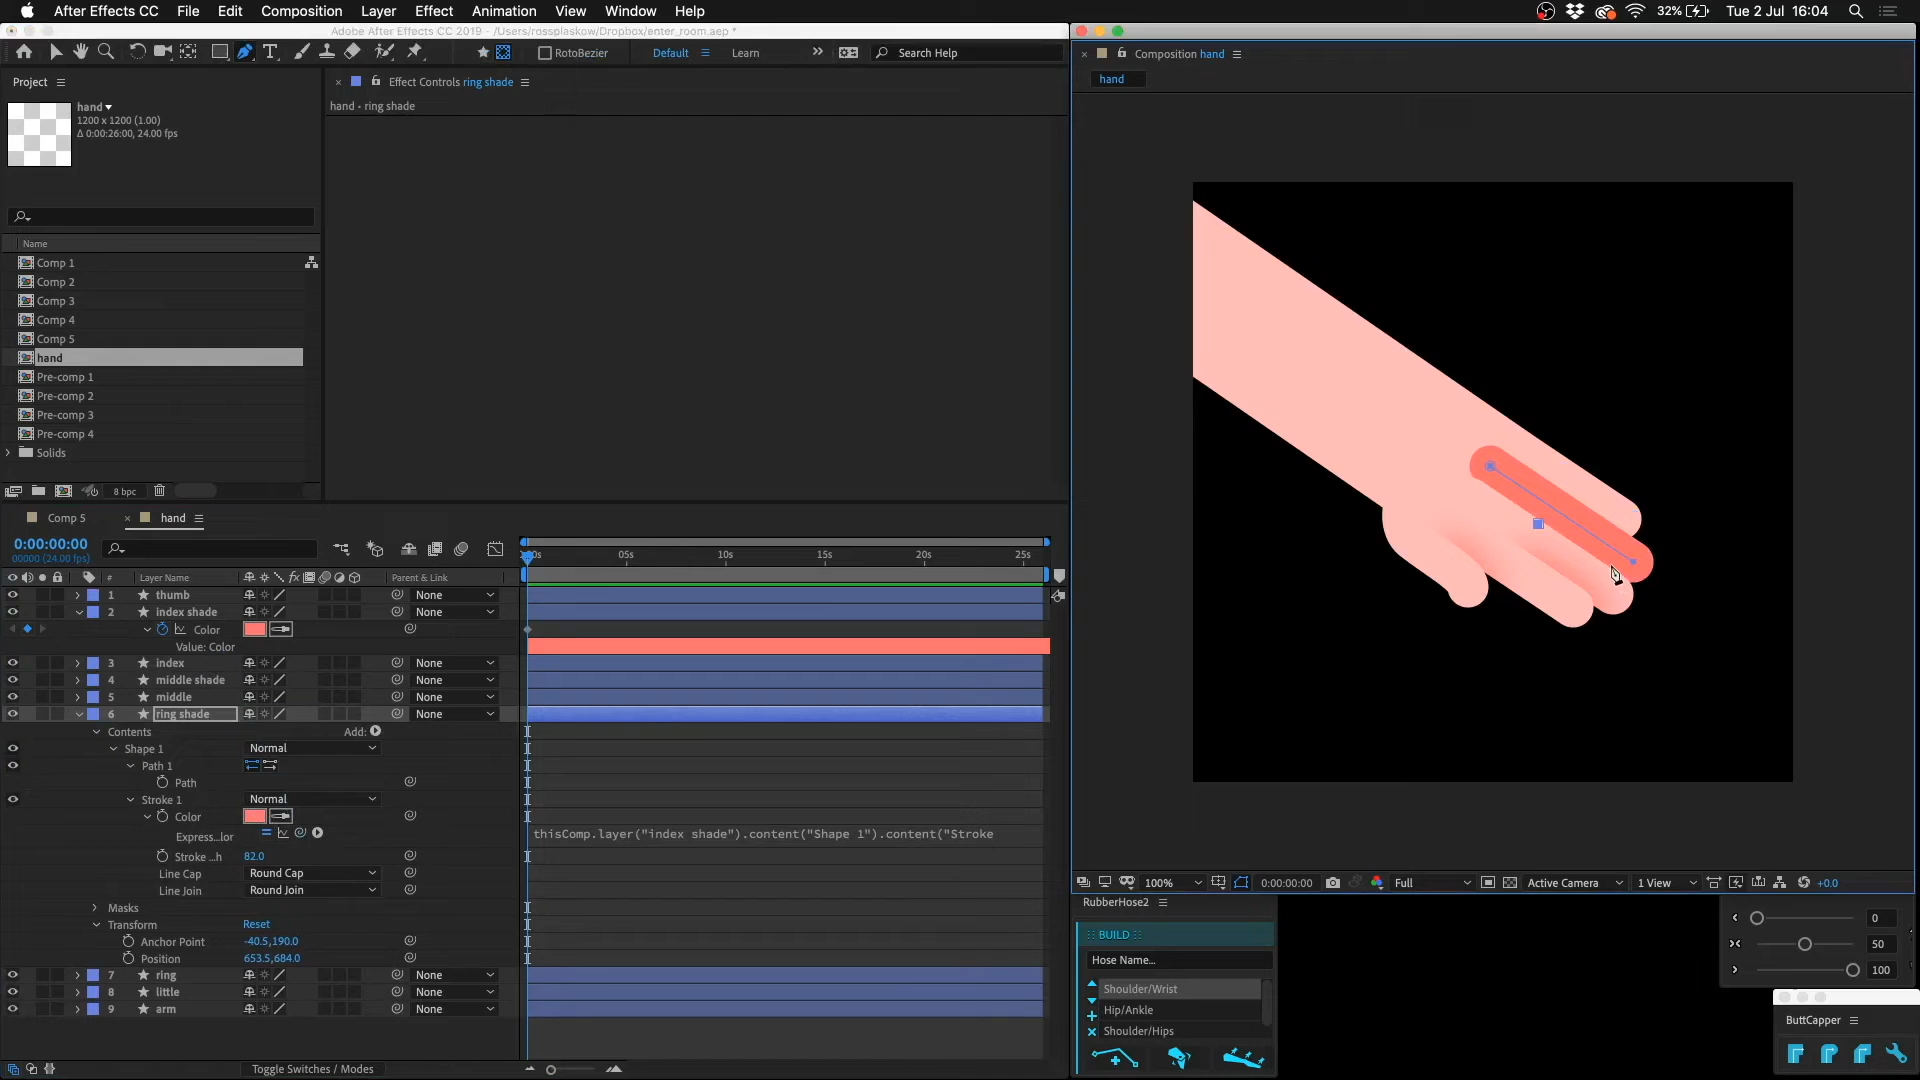 After Effects CC File Edit Composition Layer Effect Animation View Window Help 32% Tue 2 Jul 16:04
Adobe After Effects CC 2019 - /Users/rossplaskow/Dropbox/enter_room.aep *
RotoBezier Default Learn Search Help
Project
Effect Controls ring shade
Composition hand
hand
hand • ring shade
hand
1200 x 1200 (1.00)
Δ 0:00:26:00, 24.00 fps
Name
Comp 1
Comp 2
Comp 3
Comp 4
Comp 5
hand
Pre-comp 1
Pre-comp 2
Pre-comp 3
Pre-comp 4
Solids
8 bpc
Comp 5 hand
0:00:00:00
00000 (24.00 fps)
05s 10s 15s 20s 25s
# Layer Name fx Parent & Link
1 thumb None
2 index shade None
Color
Value: Color
3 index None
4 middle shade None
5 middle None
6 ring shade None
Contents Add:
Shape 1 Normal
Path 1
Path
Stroke 1 Normal
Color
Express...lor thisComp.layer("index shade").content("Shape 1").content("Stroke
Stroke ...h 82.0
Line Cap Round Cap
Line Join Round Join
Masks
Transform Reset
Anchor Point -40.5,190.0
Position 653.5,684.0
7 ring None
8 little None
9 arm None
Toggle Switches / Modes
100% 0:00:00:00 Full Active Camera 1 View +0.0
RubberHose2
:: BUILD ::
Hose Name...
Shoulder/Wrist
Hip/Ankle
Shoulder/Hips
0
50
100
ButtCapper